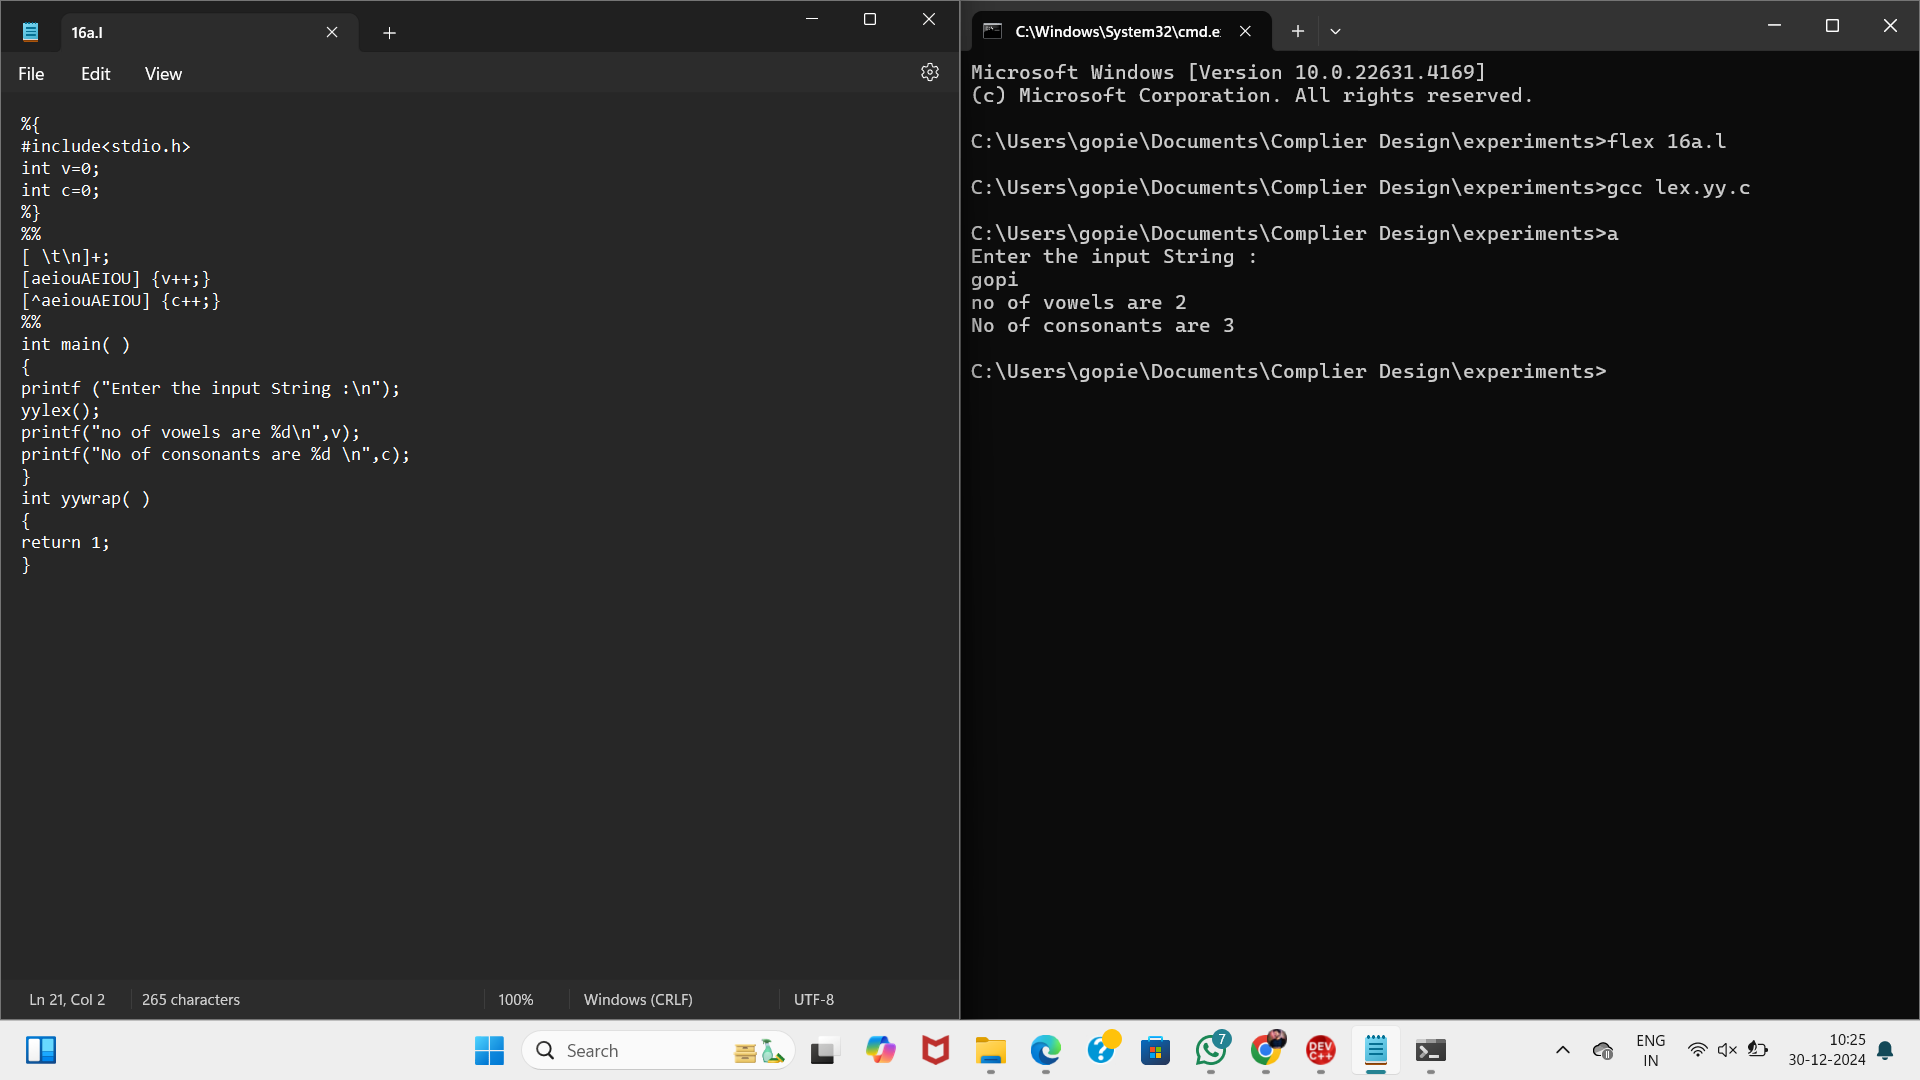 16a.l
File Edit View
%{
#include<stdio.h>
int v=0;
int c=0;
%}
%%
[ \t\n]+;
[aeiouAEIOU] {v++;}
[^aeiouAEIOU] {c++;}
%%
int main( )
{
printf ("Enter the input String :\n");
yylex();
printf("no of vowels are %d\n",v);
printf("No of consonants are %d \n",c);
}
int yywrap( )
{
return 1;
}
Ln 21, Col 2 265 characters 100% Windows (CRLF) UTF-8
C:\Windows\System32\cmd.e
Microsoft Windows [Version 10.0.22631.4169]
(c) Microsoft Corporation. All rights reserved.
C:\Users\gopie\Documents\Complier Design\experiments>flex 16a.l
C:\Users\gopie\Documents\Complier Design\experiments>gcc lex.yy.c
C:\Users\gopie\Documents\Complier Design\experiments>a
Enter the input String :
gopi
no of vowels are 2
No of consonants are 3
C:\Users\gopie\Documents\Complier Design\experiments>
Search
7
DEV
C++
ENG
IN
10:25
30-12-2024